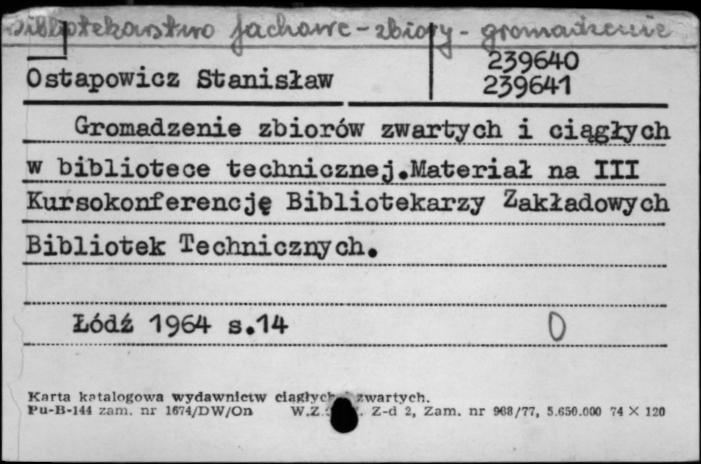 Bibliotekarstwo fachowe - zbiory - gromadzenie
239640
Ostapowicz Stanisław
239641
Gromadzenie zbiorów zwartych i ciągłych
w bibliotece technicznej.Materiał na III
Kursokonferencję Bibliotekarzy Zakładowych
Bibliotek Technicznych.
Łódź 1964 s.14
0
Karta katalogowa wydawnictw ciągłych zwartych.
Pu-B-144 zam. nr 1674/DW/On W.Z. Z-d 2, Zam. nr 968/77, 5.650.000 74 X 120